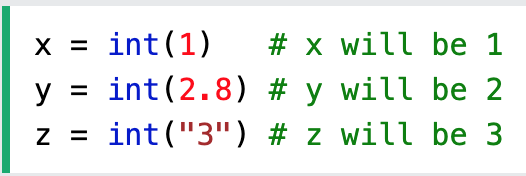 x = int(1)   # x will be 1
y = int(2.8) # y will be 2
z = int("3") # z will be 3